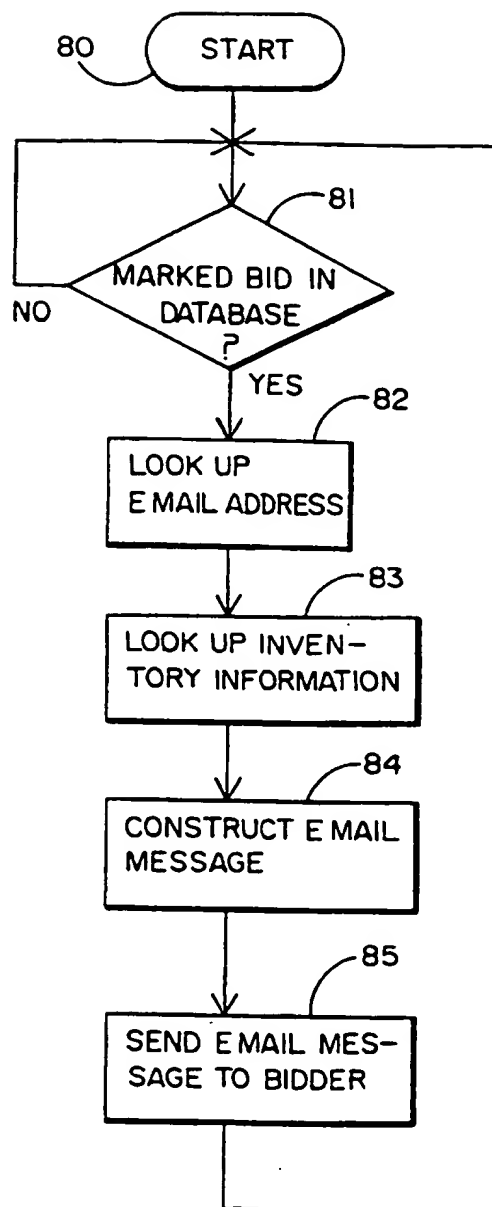 80
START
81
MARKED BID IN
DATABASE
?
NO
YES
82
LOOK UP
E MAIL ADDRESS
83
LOOK UP INVEN-
TORY INFORMATION
84
CONSTRUCT E MAIL
MESSAGE
85
SEND E MAIL MES-
SAGE TO BIDDER